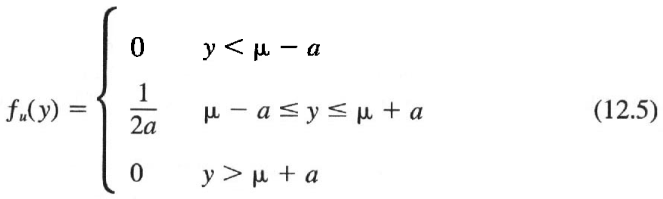 0 y < μ − a
f_u(y) = { 1/2a μ − a ≤ y ≤ μ + a (12.5)
0 y > μ + a